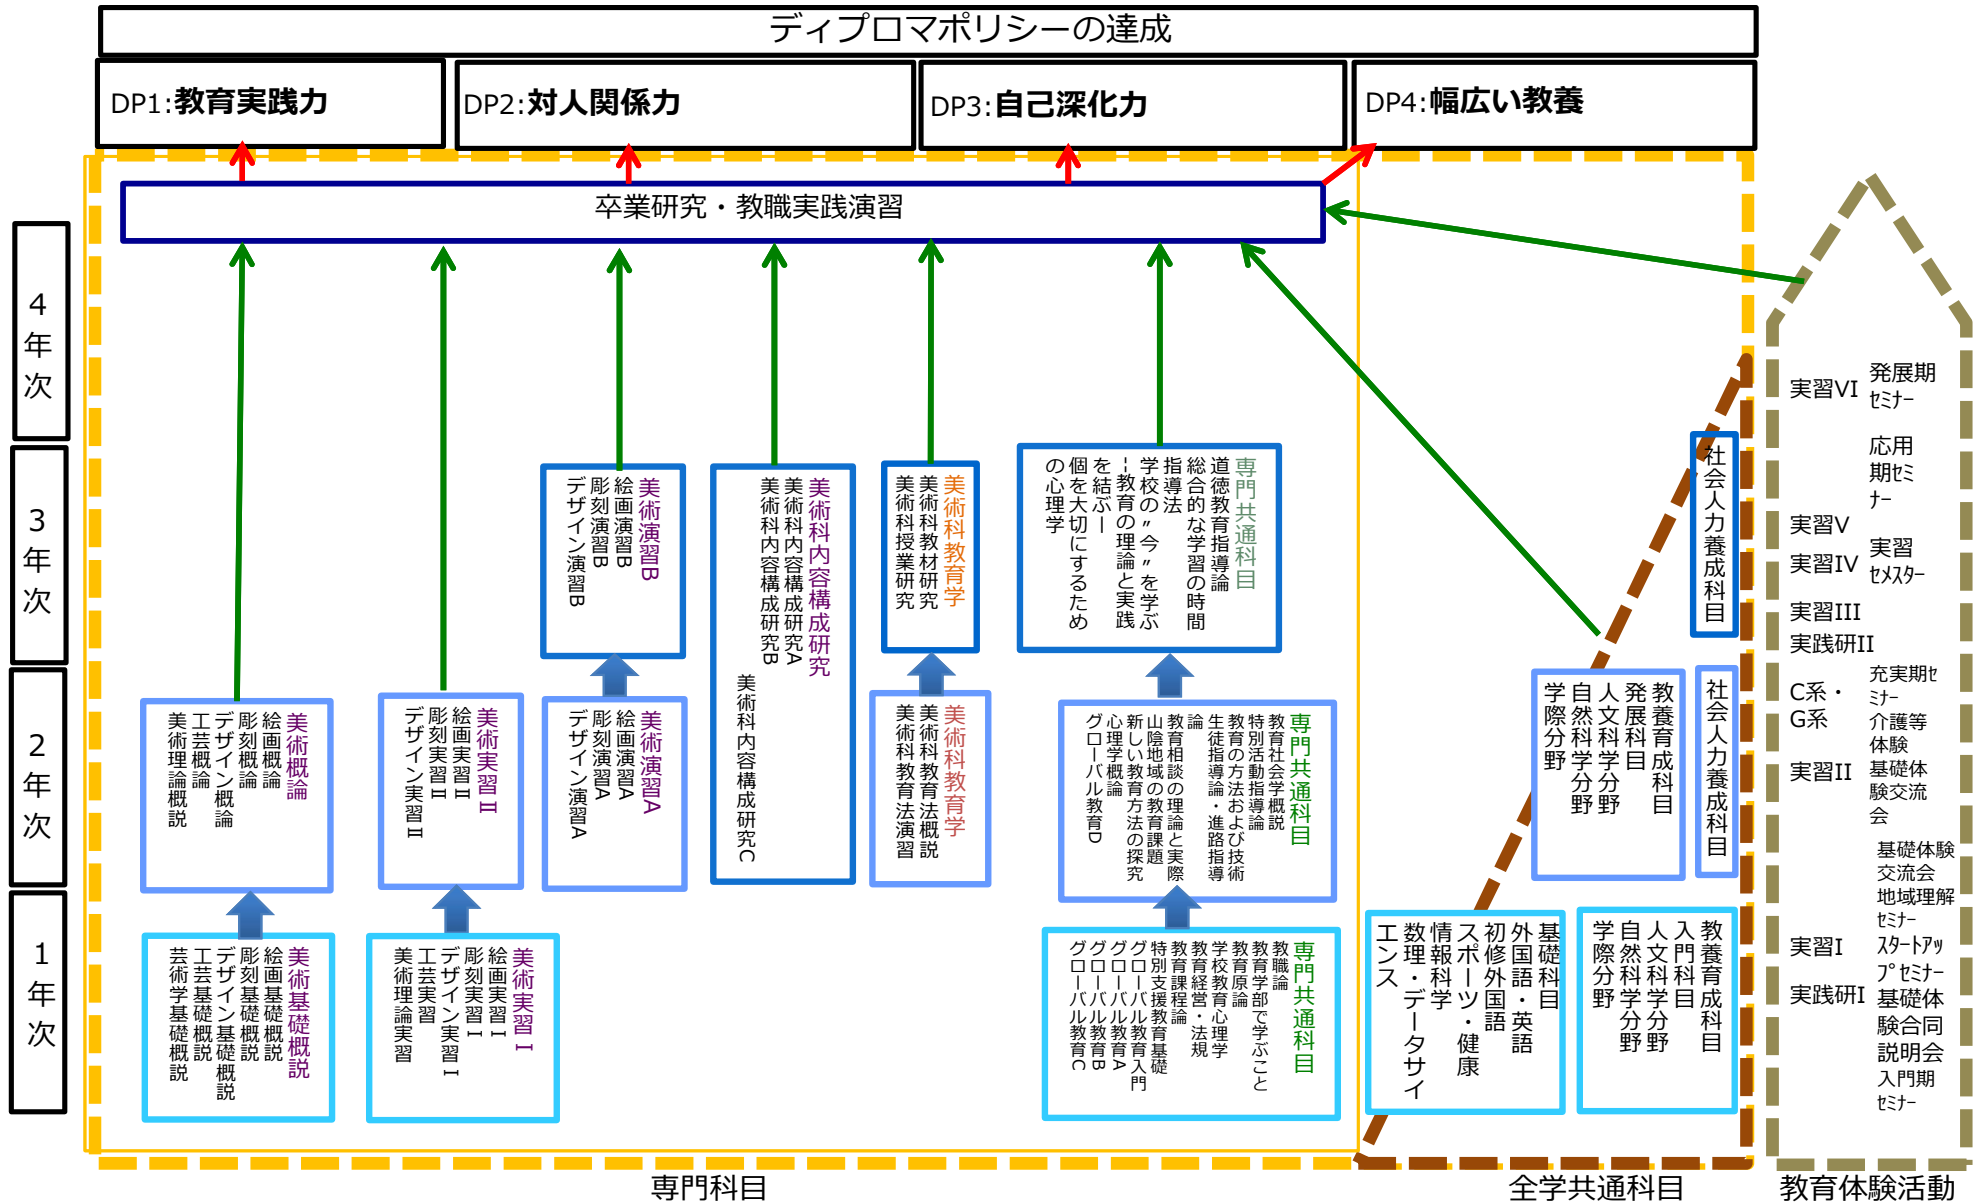 ディプロマポリシーの達成
DP1:教育実践力
DP2:対人関係力
DP3:自己深化力
DP4:幅広い教養
卒業研究・教職実践演習
4年次
3年次
2年次
1年次
美術演習B
絵画演習B
彫刻演習B
デザイン演習B
美術科内容構成研究
美術科内容構成研究A
美術科内容構成研究B
美術科内容構成研究C
美術科教育学
美術科教材研究
美術科授業研究
専門共通科目
道徳教育指導論
総合的な学習の時間
指導法
学校の〃今〃を学ぶ
ー教育の理論と実践
を結ぶー
個を大切にするため
の心理学
美術概論
絵画概論
彫刻概論
デザイン概論
工芸概論
美術理論概説
美術実習Ⅱ
絵画実習Ⅱ
彫刻実習Ⅱ
デザイン実習Ⅱ
美術演習A
絵画演習A
彫刻演習A
デザイン演習A
美術科教育学
美術科教育法概説
美術科教育法演習
専門共通科目
教育社会学概説
特別活動指導論
教育の方法および技術
生徒指導論・進路指導
論
教育相談の理論と実際
山陰地域の教育課題
新しい教育方法の探究
心理学概論
グローバル教育D
美術基礎概説
絵画基礎概説
彫刻基礎概説
デザイン基礎概説
工芸基礎概説
芸術学基礎概説
美術実習Ⅰ
絵画実習Ⅰ
彫刻実習Ⅰ
デザイン実習Ⅰ
工芸実習
美術理論実習
専門共通科目
教職論
教育学部で学ぶこと
教育原論
学校教育心理学
教育経営・法規
教育課程論
特別支援教育基礎
グローバル教育入門
グローバル教育A
グローバル教育B
グローバル教育C
社会人力養成科目
社会人力養成科目
教養育成科目
発展科目
人文科学分野
自然科学分野
学際分野
基礎科目
外国語・英語
初修外国語
スポーツ・健康
情報科学
数理・データサイ
エンス
教養育成科目
入門科目
人文科学分野
自然科学分野
学際分野
実習VI
発展期
ｾﾐﾅｰ
応用
期ｾﾐ
ﾅｰ
実習V
実習IV
実習
ｾﾒｽﾀｰ
実習III
実践研II
C系・
G系
充実期ｾ
ﾐﾅｰ
介護等
体験
実習II
基礎体
験交流
会
基礎体験
交流会
地域理解
ｾﾐﾅｰ
実習I
ｽﾀｰﾄｱｯ
ﾌﾟｾﾐﾅｰ
実践研I
基礎体
験合同
説明会
入門期
ｾﾐﾅｰ
専門科目
全学共通科目
教育体験活動